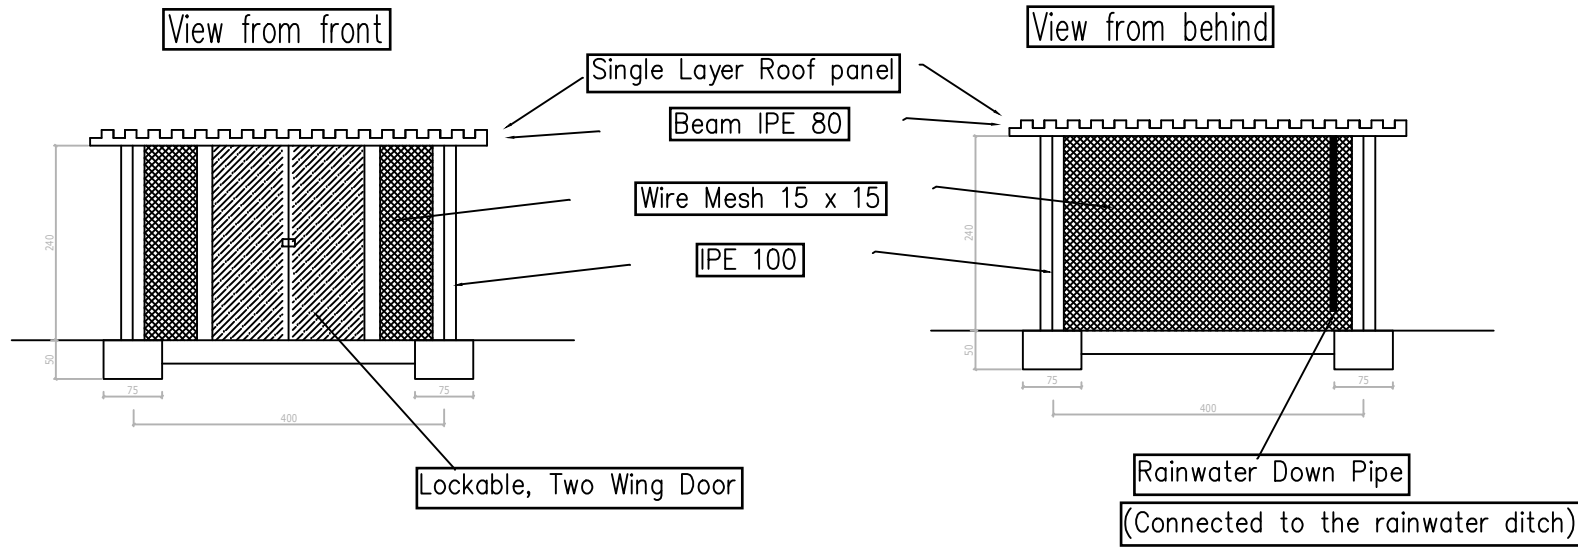 View from front
View from behind
Single Layer Roof panel
Beam IPE 80
Wire Mesh 15 x 15
IPE 100
240
50
75
75
400
240
50
75
75
400
Lockable, Two Wing Door
Rainwater Down Pipe
(Connected to the rainwater ditch)